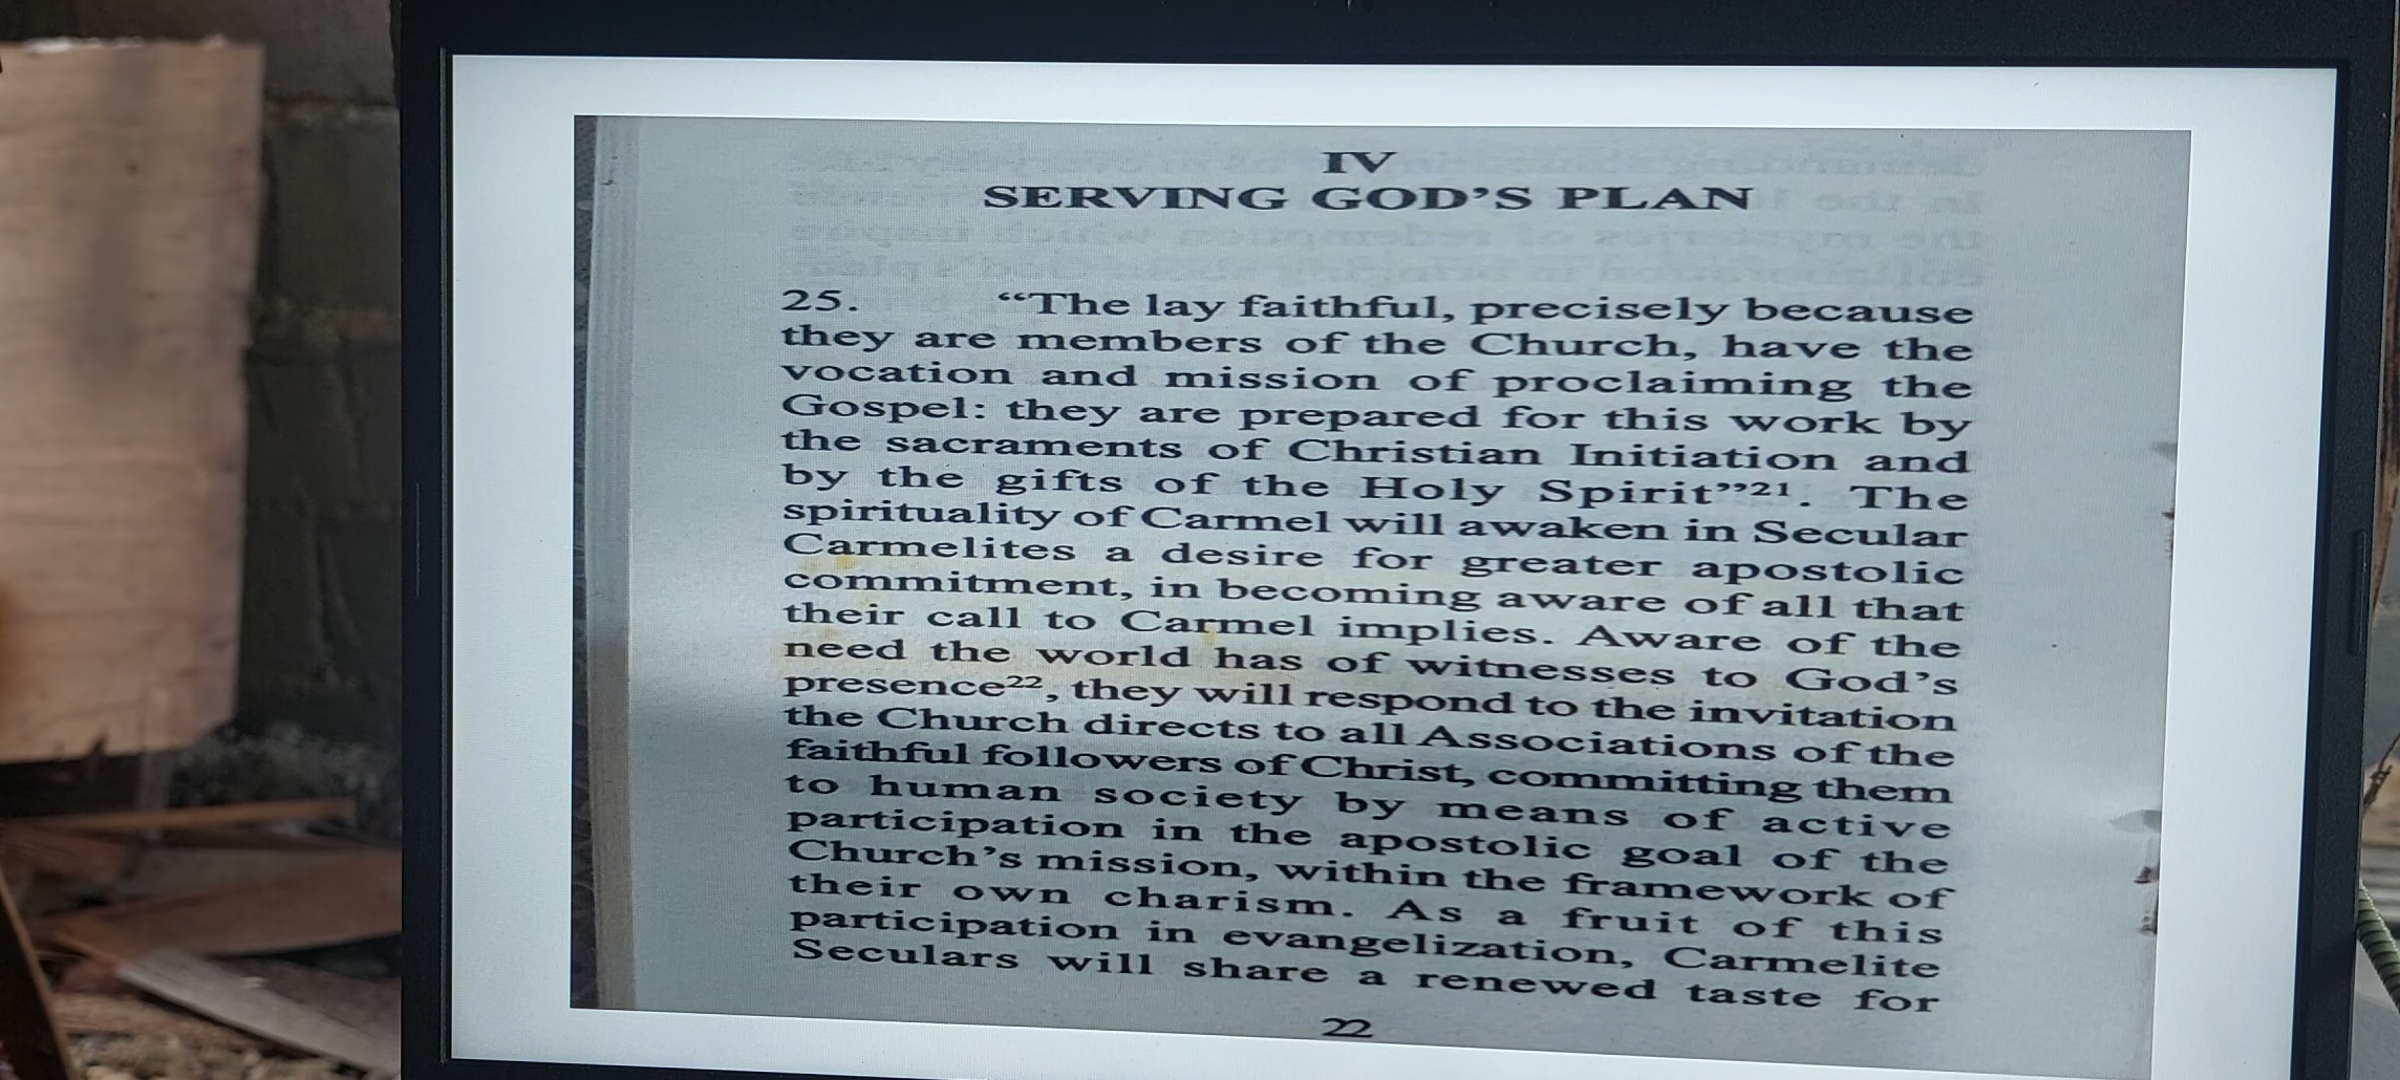 IV
SERVING GOD’S PLAN
25. “The lay faithful, precisely because
they are members of the Church, have the
vocation and mission of proclaiming the
Gospel: they are prepared for this work by
the sacraments of Christian Initiation and
by the gifts of the Holy Spirit”²¹. The
spirituality of Carmel will awaken in Secular
Carmelites a desire for greater apostolic
commitment, in becoming aware of all that
their call to Carmel implies. Aware of the
need the world has of witnesses to God’s
presence²², they will respond to the invitation
the Church directs to all Associations of the
faithful followers of Christ, committing them
to human society by means of active
participation in the apostolic goal of the
Church’s mission, within the framework of
their own charism. As a fruit of this
participation in evangelization, Carmelite
Seculars will share a renewed taste for
22